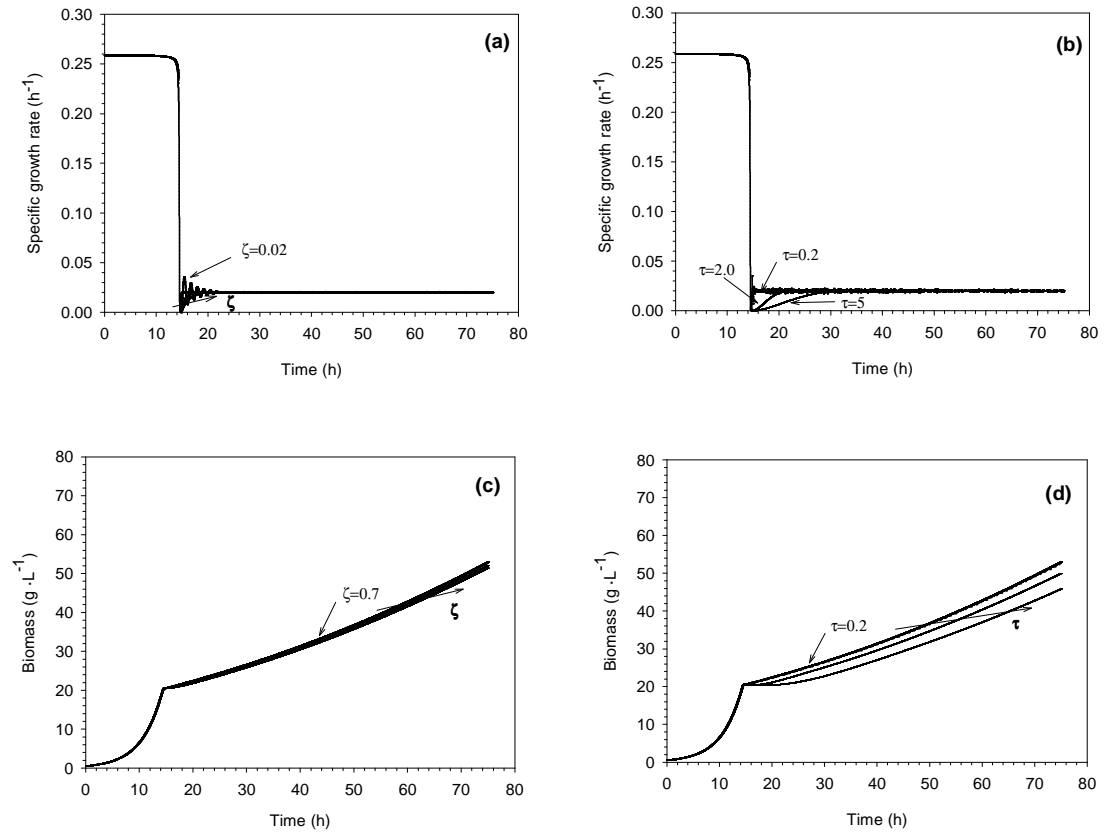 (a)
Specific growth rate (h⁻¹)
0.30
0.25
0.20
0.15
0.10
0.05
0.00
ζ=0.02
ζ
0 10 20 30 40 50 60 70 80
Time (h)
(b)
Specific growth rate (h⁻¹)
0.30
0.25
0.20
0.15
0.10
0.05
0.00
τ=2.0
τ=0.2
τ=5
0 10 20 30 40 50 60 70 80
Time (h)
(c)
Biomass (g ·L⁻¹)
80
70
60
50
40
30
20
10
0
ζ=0.7
ζ
0 10 20 30 40 50 60 70 80
Time (h)
(d)
Biomass (g ·L⁻¹)
80
70
60
50
40
30
20
10
0
τ=0.2
τ
0 10 20 30 40 50 60 70 80
Time (h)